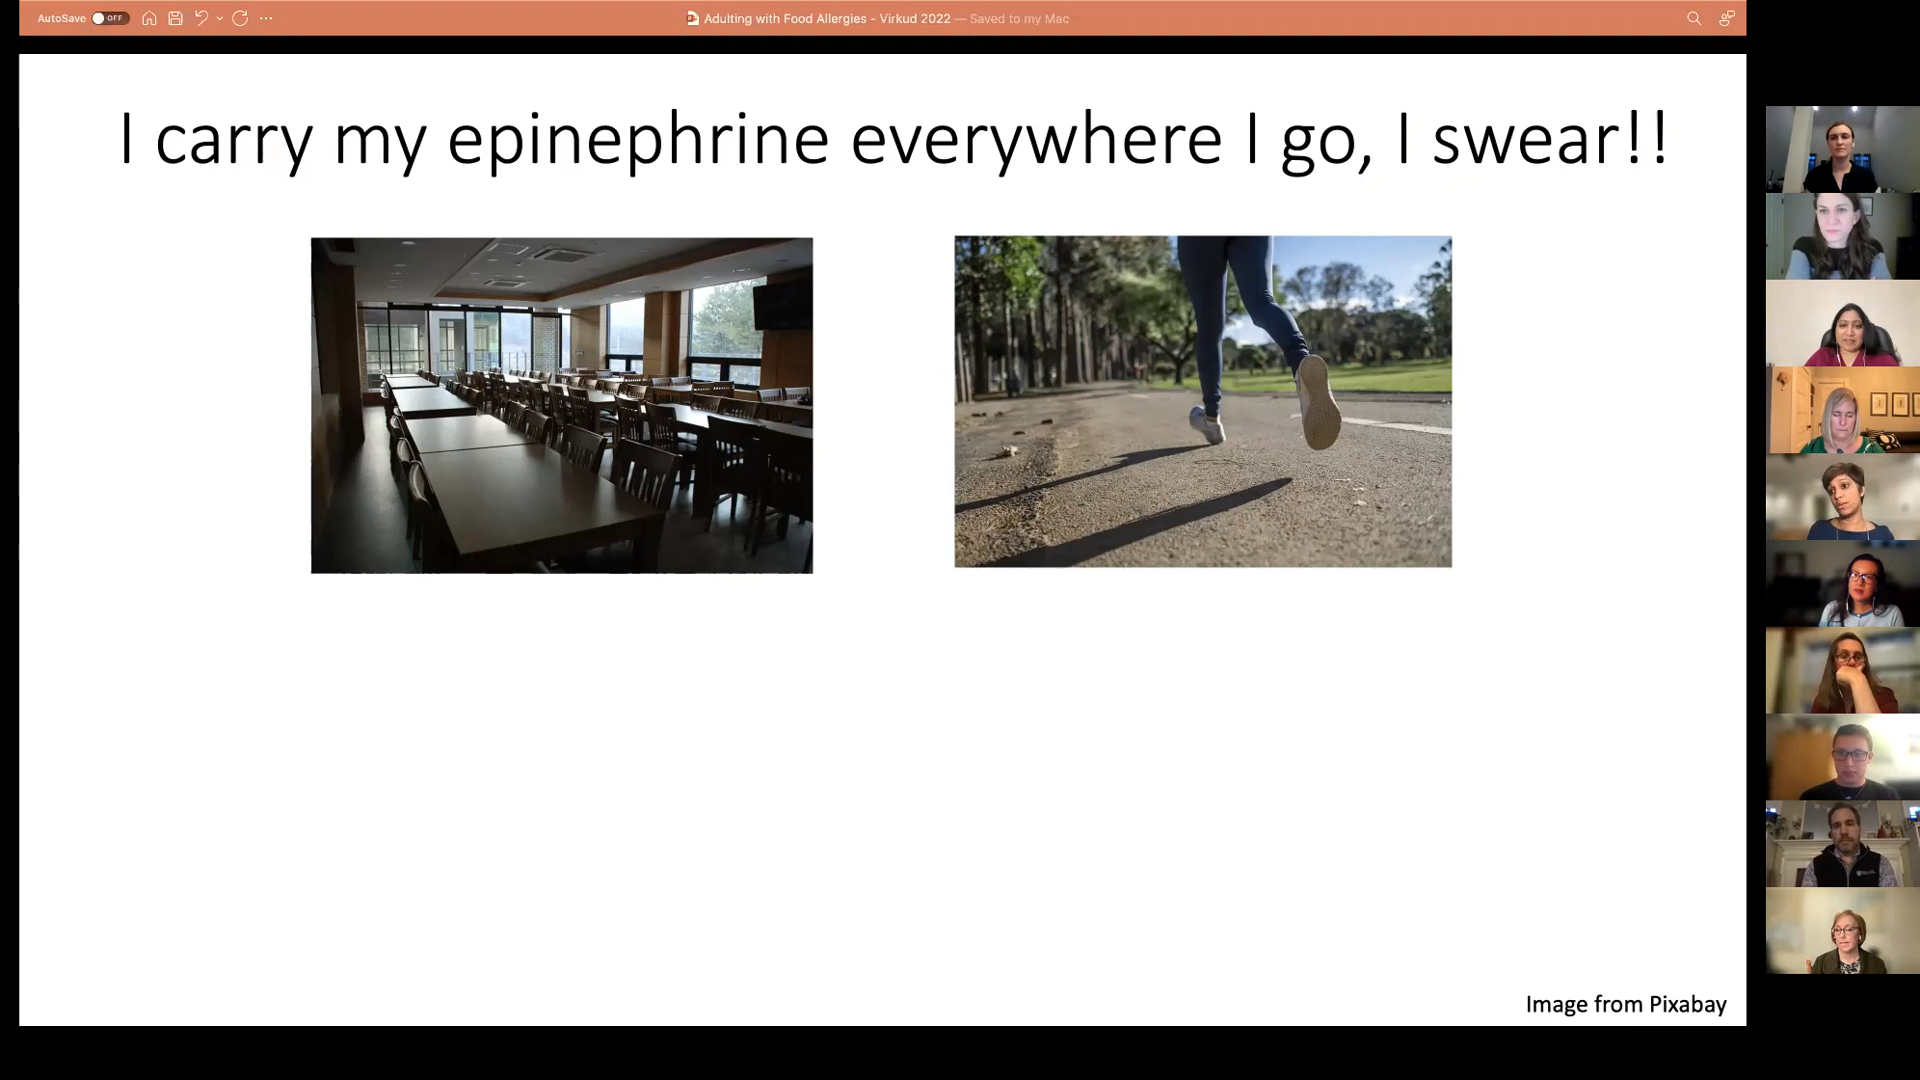 AutoSave OFF
Adulting with Food Allergies - Virkud 2022 — Saved to my Mac
I carry my epinephrine everywhere I go, I swear!!
Image from Pixabay